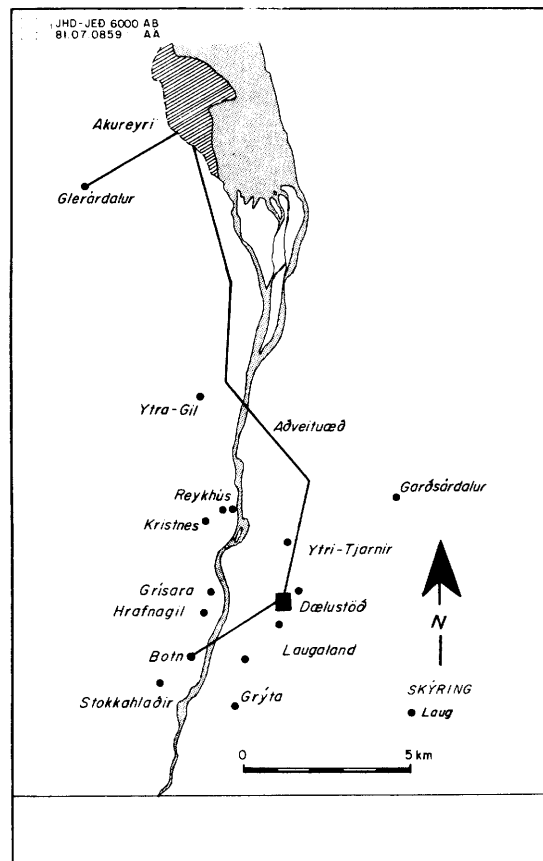 JHD-JEÐ 6000 AB
81.07.0859 AA
Akureyri
Glerárdalur
Ytra-Gil
Aðveituæð
Reykhús
Garðsárdalur
Kristnes
Ytri-Tjarnir
Grísara
Dælustöð
Hrafnagil
N
Botn
Laugaland
Stokkahlaðir
Grýta
SKÝRING
Laug
0
5 km